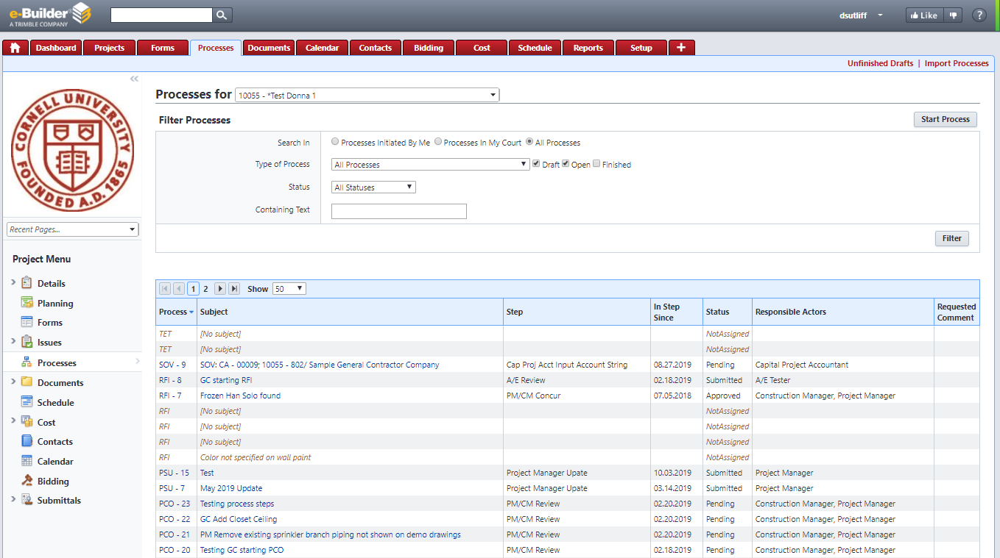 e-Builder
A TRIMBLE COMPANY
dsutliff
Like
?
Dashboard Projects Forms Processes Documents Calendar Contacts Bidding Cost Schedule Reports Setup +
Unfinished Drafts | Import Processes
CORNELL UNIVERSITY
FOUNDED A.D. 1865
Recent Pages...
Project Menu
Details
Planning
Forms
Issues
Processes
Documents
Schedule
Cost
Contacts
Calendar
Bidding
Submittals
Processes for 10055 - *Test Donna 1
Filter Processes Start Process
Search In Processes Initiated By Me Processes In My Court All Processes
Type of Process All Processes Draft Open Finished
Status All Statuses
Containing Text
Filter
1 2 Show 50
Process Subject Step In Step Since Status Responsible Actors Requested Comment
TET [No subject] NotAssigned
TET [No subject] NotAssigned
SOV - 9 SOV: CA - 00009; 10055 - 802/ Sample General Contractor Company Cap Proj Acct Input Account String 08.27.2019 Pending Capital Project Accountant
RFI - 8 GC starting RFI A/E Review 02.18.2019 Submitted A/E Tester
RFI - 7 Frozen Han Solo found PM/CM Concur 07.05.2018 Approved Construction Manager, Project Manager
RFI [No subject] NotAssigned
RFI [No subject] NotAssigned
RFI [No subject] NotAssigned
RFI Color not specified on wall paint NotAssigned
PSU - 15 Test Project Manager Upate 10.03.2019 Submitted Project Manager
PSU - 7 May 2019 Update Project Manager Upate 03.14.2019 Submitted Project Manager
PCO - 23 Testing process steps PM/CM Review 02.20.2019 Pending Construction Manager, Project Manager
PCO - 22 GC Add Closet Ceiling PM/CM Review 02.20.2019 Pending Construction Manager, Project Manager
PCO - 21 PM Remove existing sprinkler branch piping not shown on demo drawings PM/CM Review 02.20.2019 Pending Construction Manager, Project Manager
PCO - 20 Testing GC starting PCO PM/CM Review 02.18.2019 Pending Construction Manager, Project Manager